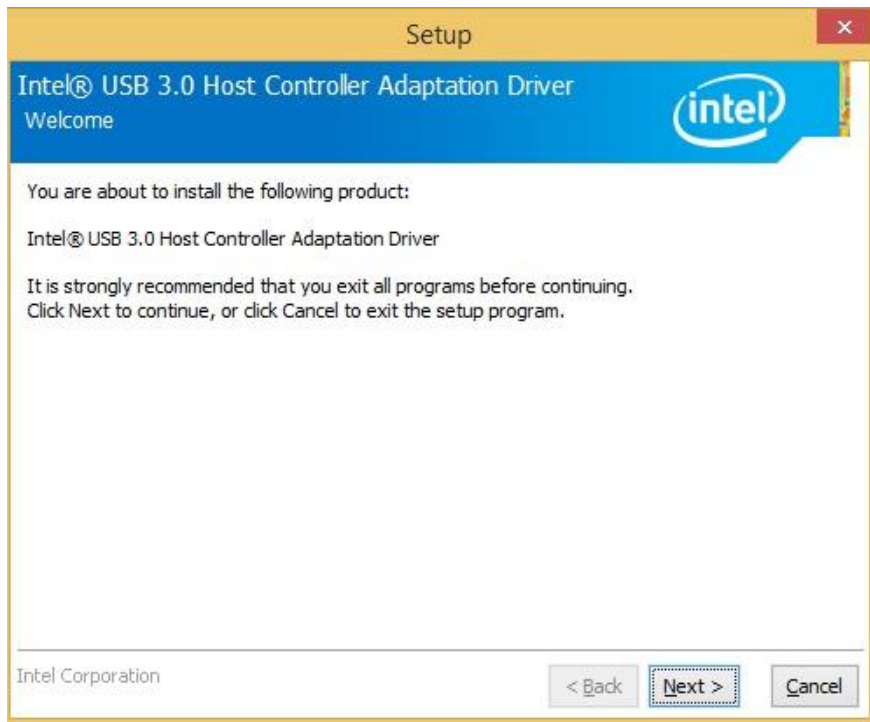 Setup
Intel® USB 3.0 Host Controller Adaptation Driver
Welcome
intel
You are about to install the following product:
Intel® USB 3.0 Host Controller Adaptation Driver
It is strongly recommended that you exit all programs before continuing.
Click Next to continue, or click Cancel to exit the setup program.
Intel Corporation
< Back Next > Cancel